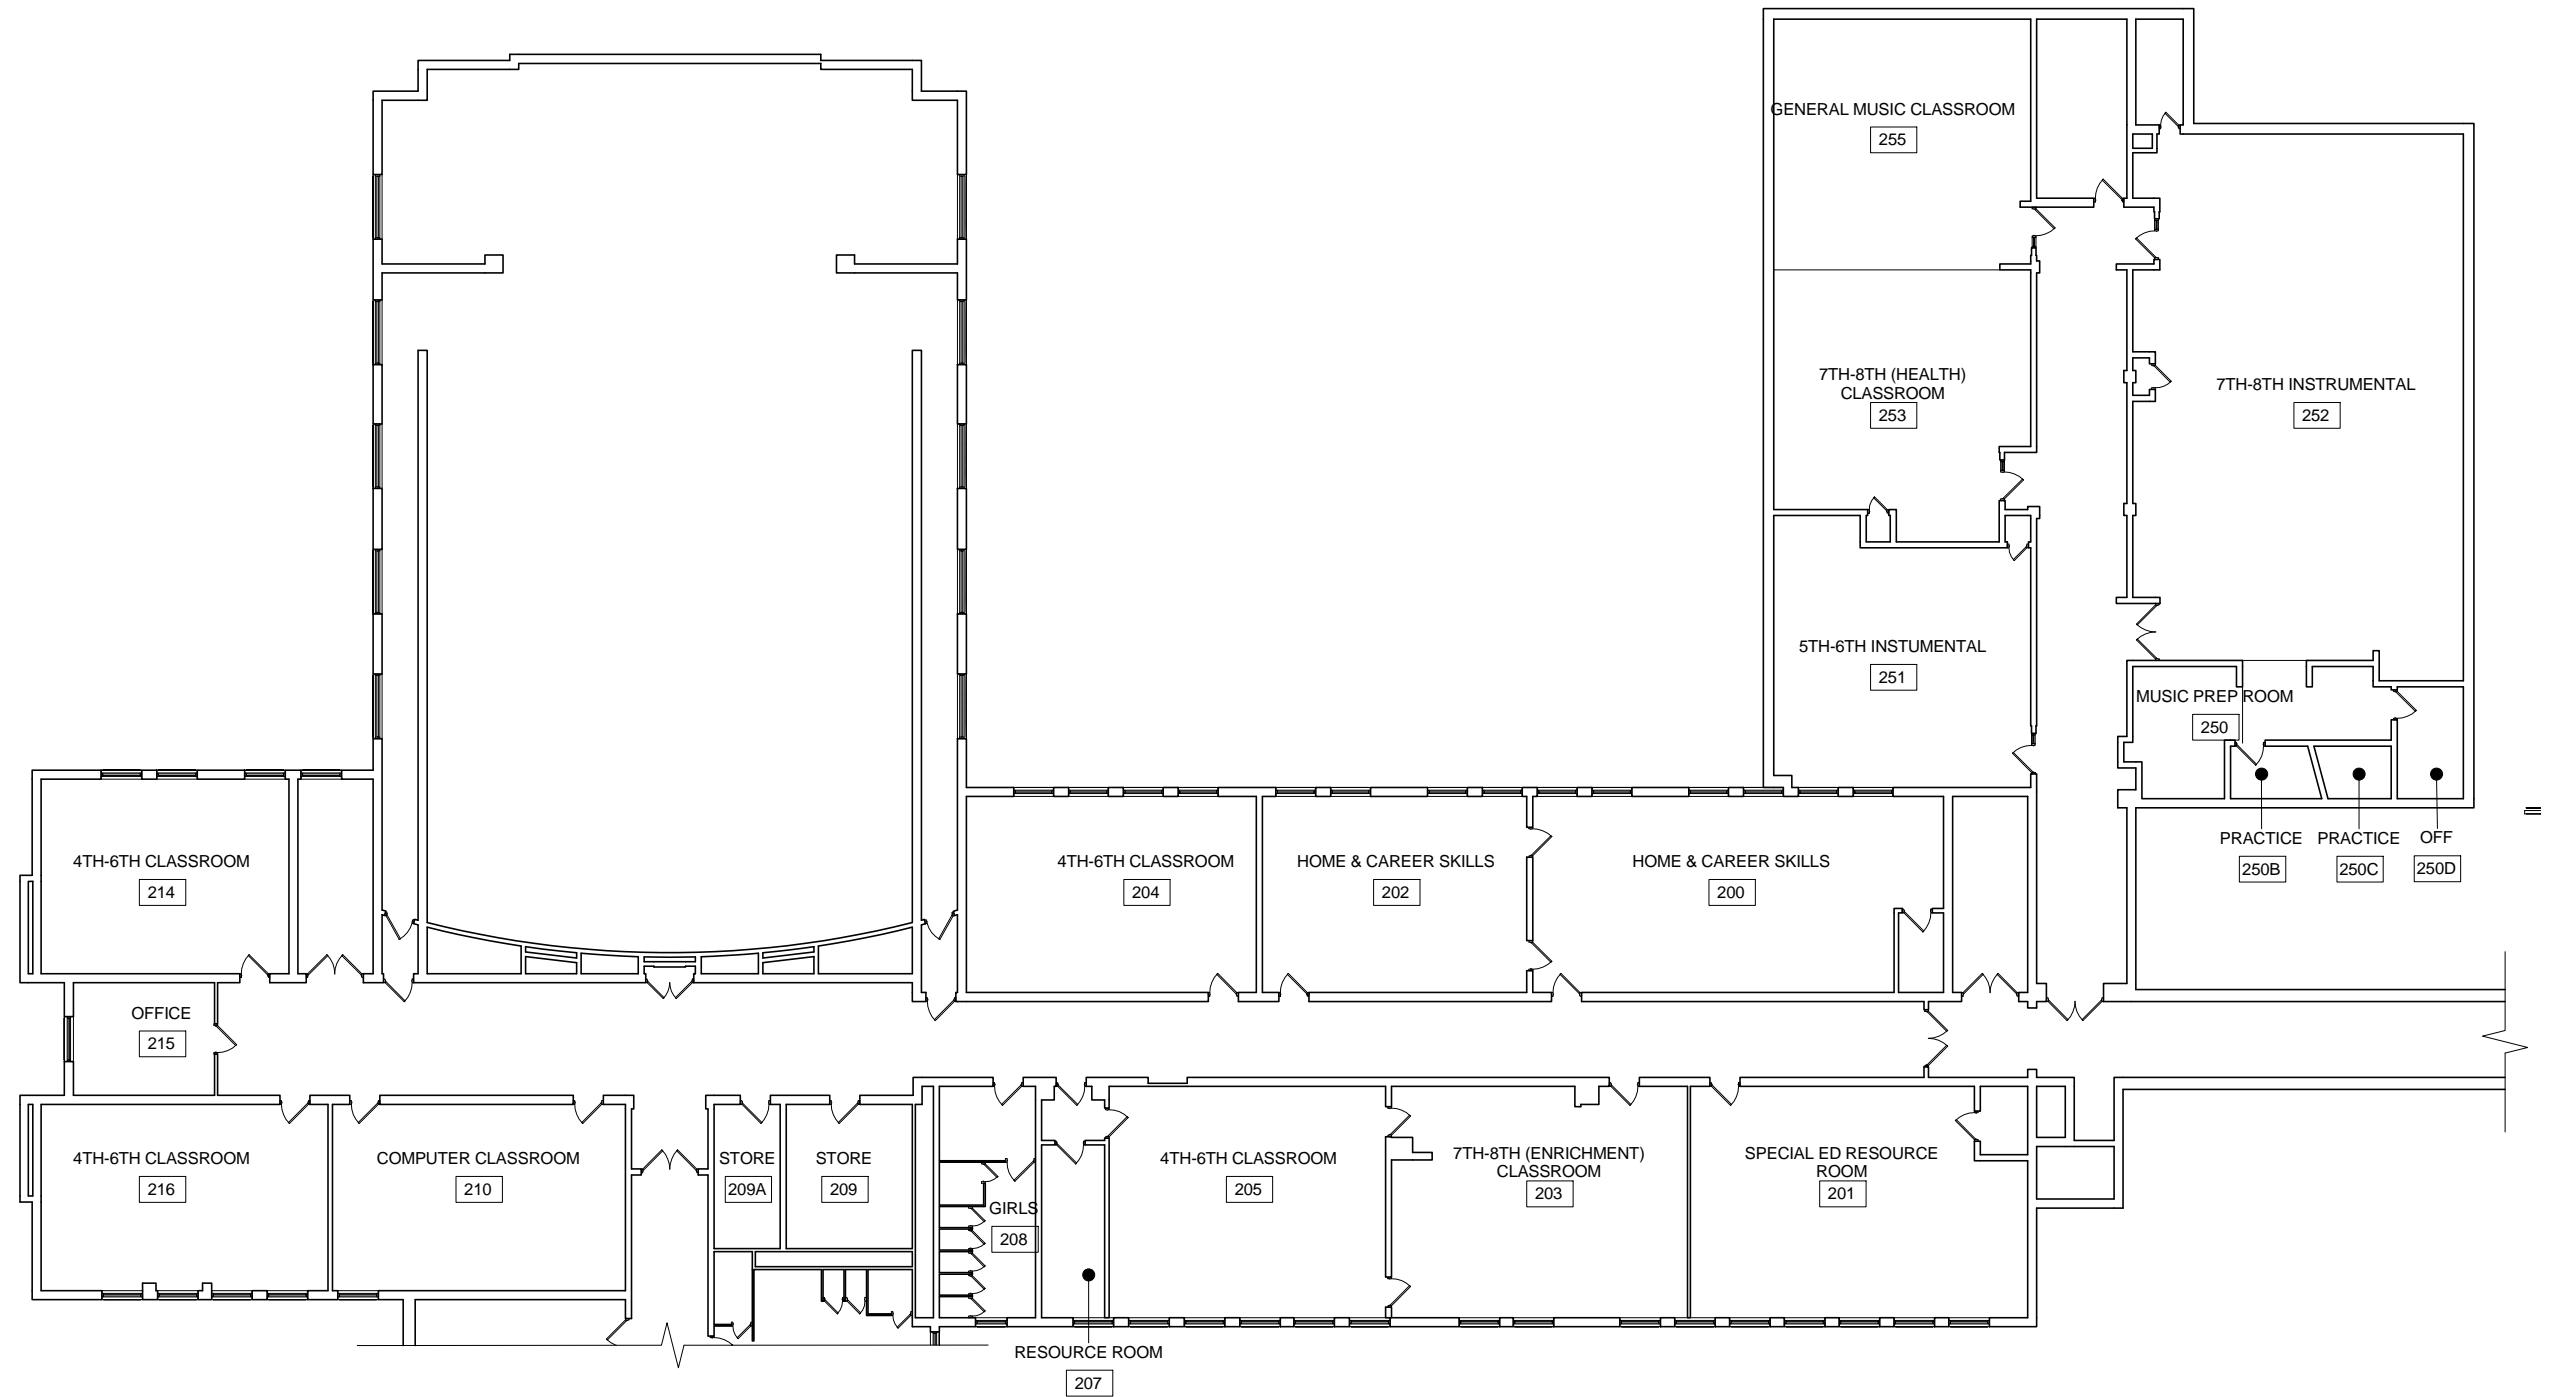 GENERAL MUSIC CLASSROOM
255
7TH-8TH (HEALTH)
CLASSROOM
253
7TH-8TH INSTRUMENTAL
252
5TH-6TH INSTUMENTAL
251
MUSIC PREP ROOM
250
PRACTICE
250B
PRACTICE
250C
OFF
250D
4TH-6TH CLASSROOM
214
4TH-6TH CLASSROOM
204
HOME & CAREER SKILLS
202
HOME & CAREER SKILLS
200
OFFICE
215
4TH-6TH CLASSROOM
216
COMPUTER CLASSROOM
210
STORE
209A
STORE
209
GIRLS
208
4TH-6TH CLASSROOM
205
7TH-8TH (ENRICHMENT)
CLASSROOM
203
SPECIAL ED RESOURCE
ROOM
201
RESOURCE ROOM
207